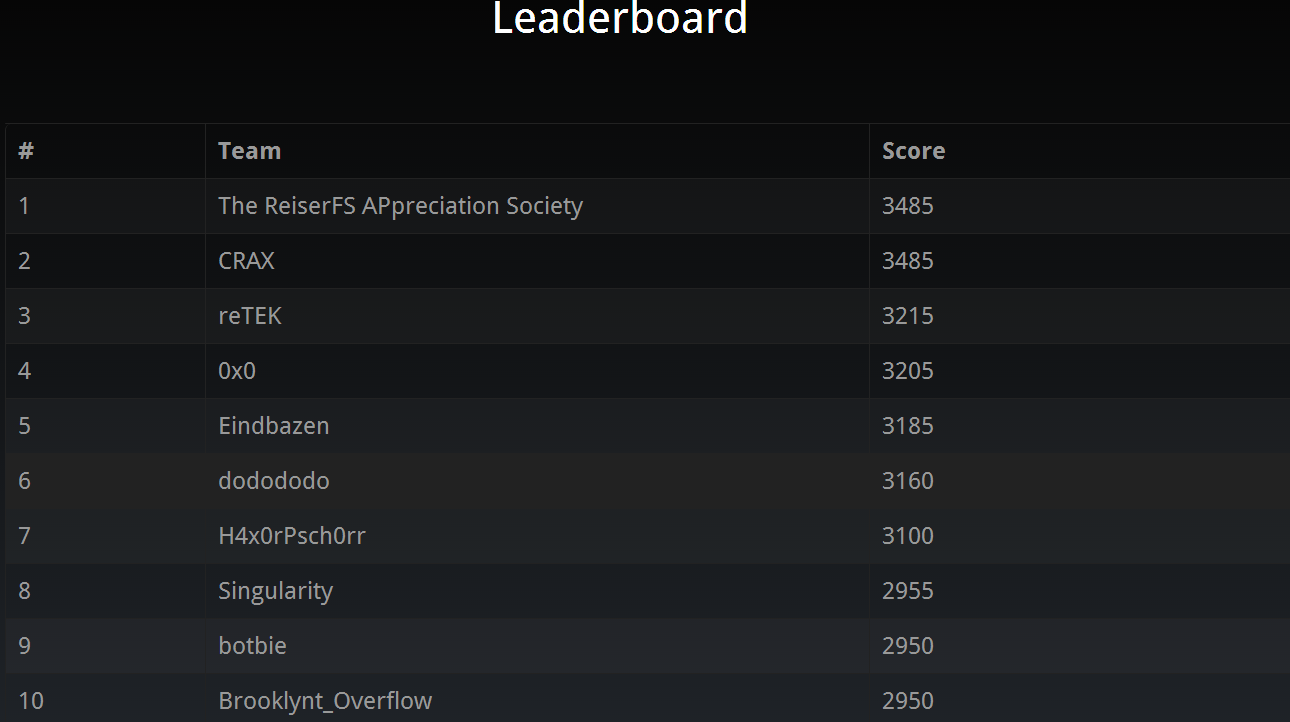 Leaderboard
# Team Score
1 The ReiserFS APpreciation Society 3485
2 CRAX 3485
3 reTEK 3215
4 0x0 3205
5 Eindbazen 3185
6 dodododo 3160
7 H4x0rPsch0rr 3100
8 Singularity 2955
9 botbie 2950
10 Brooklynt_Overflow 2950